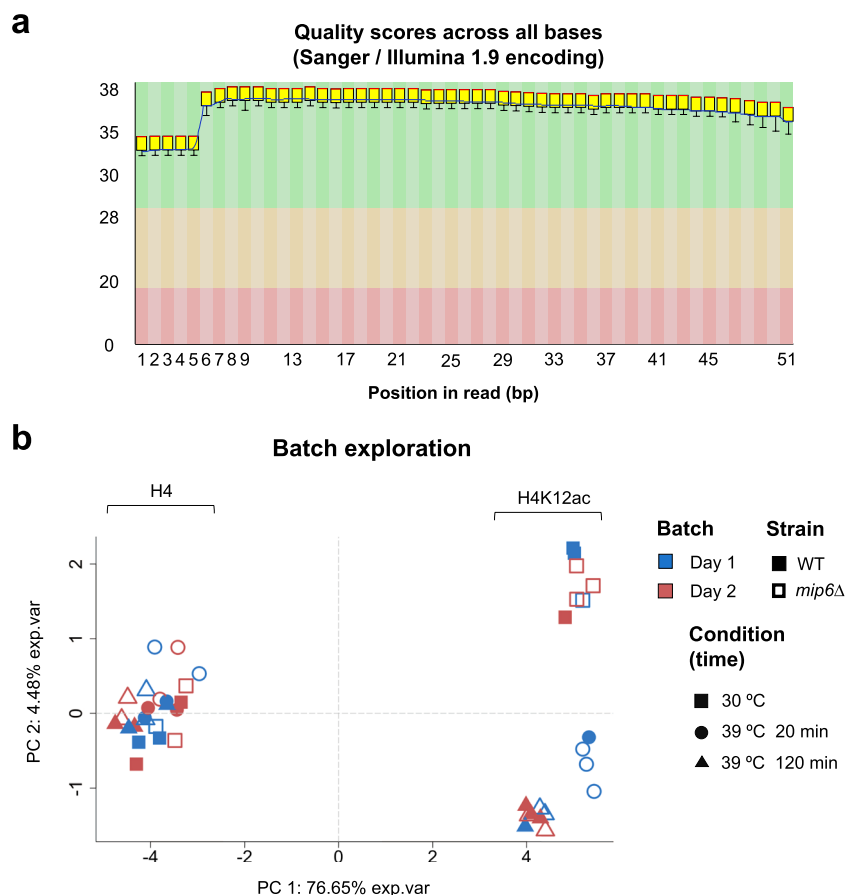 a
Quality scores across all bases
(Sanger / Illumina 1.9 encoding)
38
35
30
28
20
0
1 2 3 4 5 6 7 8 9 13 17 21 25 29 33 37 41 45 51
Position in read (bp)
b
Batch exploration
H4
H4K12ac
Batch
Strain
Day 1
WT
Day 2
mip6Δ
Condition
(time)
30 ºC
39 ºC 20 min
39 ºC 120 min
PC 2: 4.48% exp.var
2
1
0
-1
-4 -2 0 2 4
PC 1: 76.65% exp.var